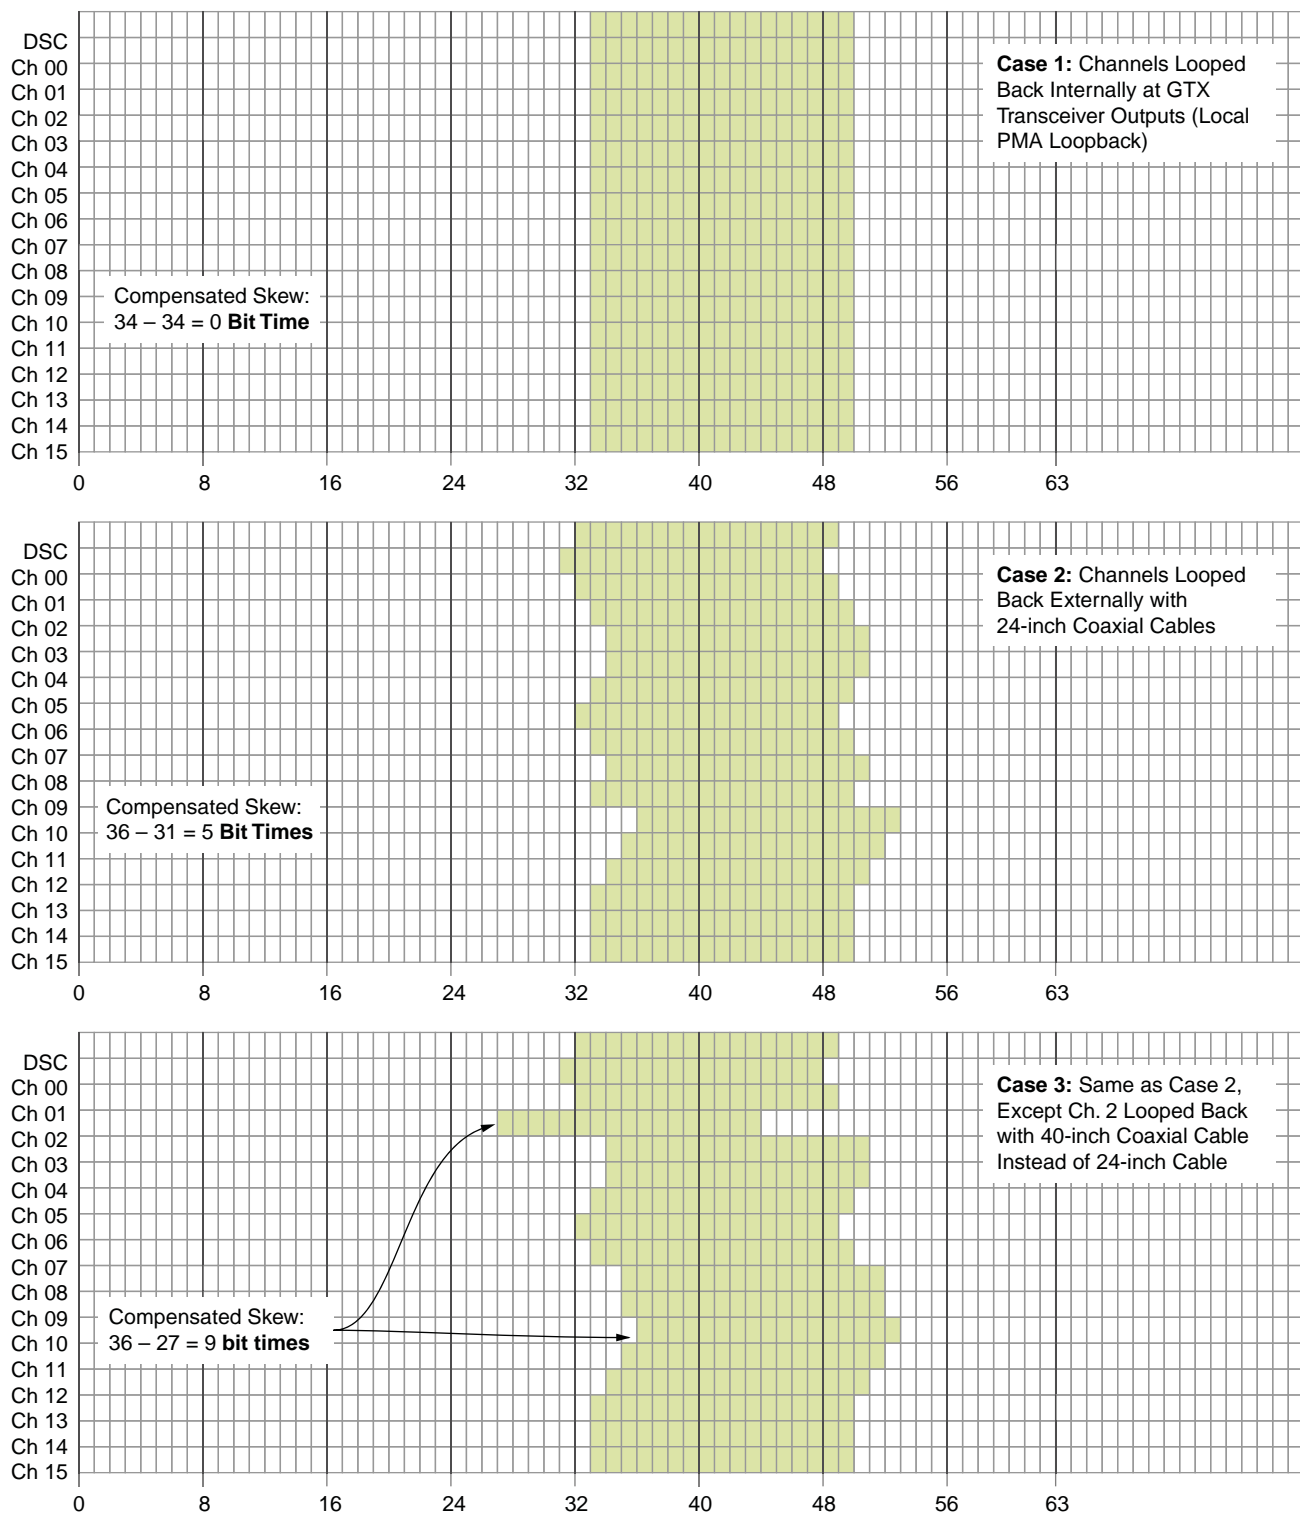 DSC
Ch 00
Ch 01
Ch 02
Ch 03
Ch 04
Ch 05
Ch 06
Ch 07
Ch 08
Ch 09
Ch 10
Ch 11
Ch 12
Ch 13
Ch 14
Ch 15
Case 1: Channels Looped
Back Internally at GTX
Transceiver Outputs (Local
PMA Loopback)
Compensated Skew:
34 – 34 = 0 Bit Time
0 8 16 24 32 40 48 56 63
DSC
Ch 00
Ch 01
Ch 02
Ch 03
Ch 04
Ch 05
Ch 06
Ch 07
Ch 08
Ch 09
Ch 10
Ch 11
Ch 12
Ch 13
Ch 14
Ch 15
Case 2: Channels Looped
Back Externally with
24-inch Coaxial Cables
Compensated Skew:
36 – 31 = 5 Bit Times
0 8 16 24 32 40 48 56 63
DSC
Ch 00
Ch 01
Ch 02
Ch 03
Ch 04
Ch 05
Ch 06
Ch 07
Ch 08
Ch 09
Ch 10
Ch 11
Ch 12
Ch 13
Ch 14
Ch 15
Case 3: Same as Case 2,
Except Ch. 2 Looped Back
with 40-inch Coaxial Cable
Instead of 24-inch Cable
Compensated Skew:
36 – 27 = 9 bit times
0 8 16 24 32 40 48 56 63